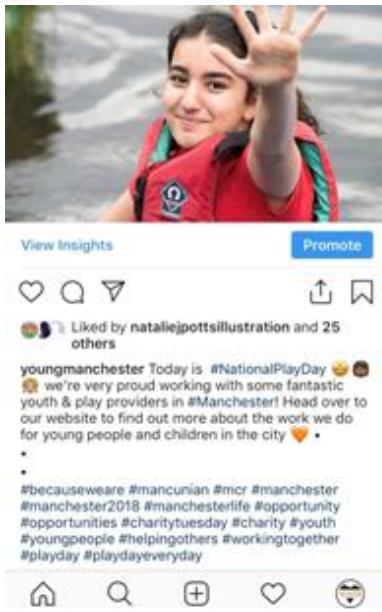 View Insights
Promote
Liked by nataliejpottsillustration and 25
others
youngmanchester Today is #NationalPlayDay 🤩 👩🏾
👧🏼 we're very proud working with some fantastic
youth & play providers in #Manchester! Head over to
our website to find out more about the work we do
for young people and children in the city 🧡 •
•
•
#becauseweare #mancunian #mcr #manchester
#manchester2018 #manchesterlife #opportunity
#opportunities #charitytuesday #charity #youth
#youngpeople #helpingothers #workingtogether
#playday #playdayeveryday